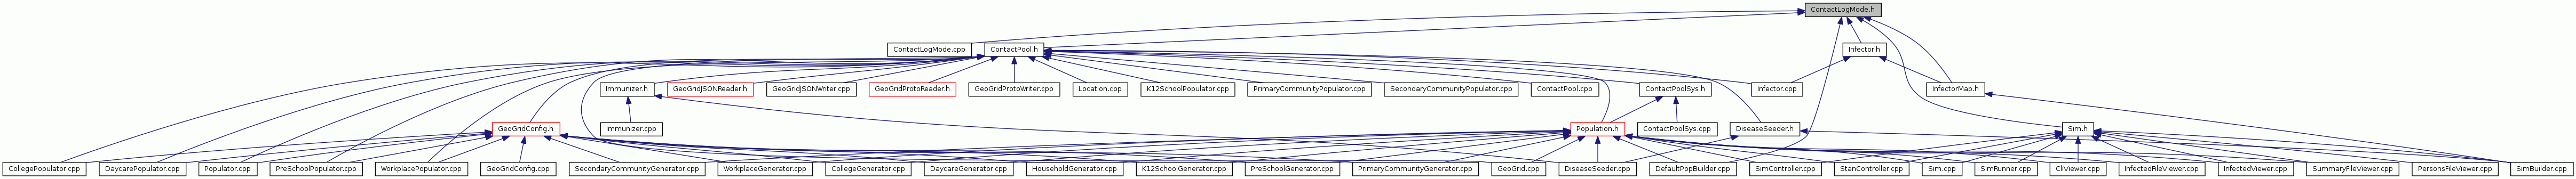 ContactLogMode.h
ContactLogMode.cpp
ContactPool.h
Infector.h
Immunizer.h
GeoGridJSONReader.h
GeoGridJSONWriter.cpp
GeoGridProtoReader.h
GeoGridProtoWriter.cpp
Location.cpp
K12SchoolPopulator.cpp
PrimaryCommunityPopulator.cpp
SecondaryCommunityPopulator.cpp
ContactPool.cpp
ContactPoolSys.h
Infector.cpp
InfectorMap.h
GeoGridConfig.h
Immunizer.cpp
Population.h
ContactPoolSys.cpp
DiseaseSeeder.h
Sim.h
CollegePopulator.cpp
DaycarePopulator.cpp
Populator.cpp
PreSchoolPopulator.cpp
WorkplacePopulator.cpp
GeoGridConfig.cpp
SecondaryCommunityGenerator.cpp
WorkplaceGenerator.cpp
CollegeGenerator.cpp
DaycareGenerator.cpp
HouseholdGenerator.cpp
K12SchoolGenerator.cpp
PreSchoolGenerator.cpp
PrimaryCommunityGenerator.cpp
GeoGrid.cpp
DiseaseSeeder.cpp
DefaultPopBuilder.cpp
SimController.cpp
StanController.cpp
Sim.cpp
SimRunner.cpp
CliViewer.cpp
InfectedFileViewer.cpp
InfectedViewer.cpp
SummaryFileViewer.cpp
PersonsFileViewer.cpp
SimBuilder.cpp